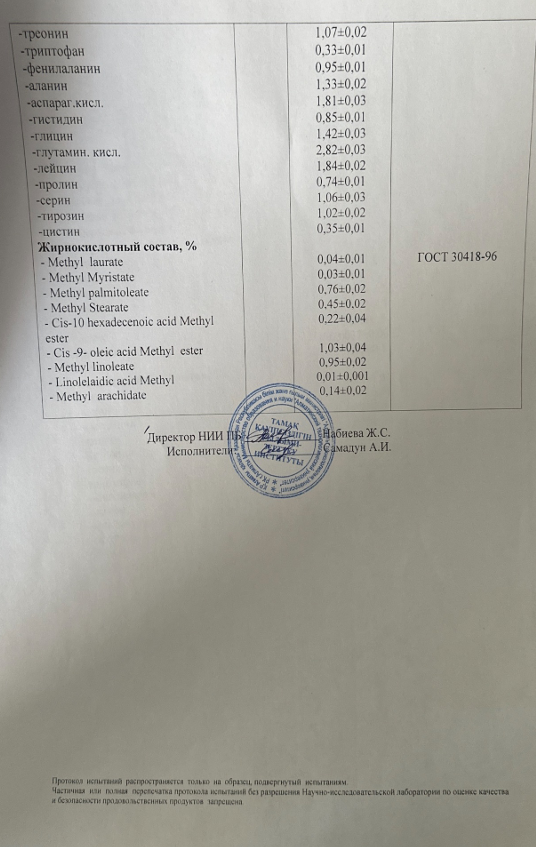 -треонин 1,07±0,02
-триптофан 0,33±0,01
-фенилаланин 0,95±0,01
-аланин 1,33±0,02
-аспараг.кисл. 1,81±0,03
-гистидин 0,85±0,01
-глицин 1,42±0,03
-глутамин. кисл. 2,82±0,03
-лейцин 1,84±0,02
-пролин 0,74±0,01
-серин 1,06±0,03
-тирозин 1,02±0,02
-цистин 0,35±0,01
Жирнокислотный состав, % ГОСТ 30418-96
- Methyl laurate 0,04±0,01
- Methyl Myristate 0,03±0,01
- Methyl palmitoleate 0,76±0,02
- Methyl Stearate 0,45±0,02
- Cis-10 hexadecenoic acid Methyl 0,22±0,04
ester
- Cis -9- oleic acid Methyl ester 1,03±0,04
- Methyl linoleate 0,95±0,02
- Linolelaidic acid Methyl 0,01±0,001
- Methyl arachidate 0,14±0,02
Директор НИИ Набиева Ж.С.
Исполнители: Самадун А.И.
ТАМАҚ
ИНСТИТУТЫ
Протокол испытаний распространяется только на образец, подвергнутый испытаниям.
Частичная или полная перепечатка протокола испытаний без разрешения Научно-исследовательской лаборатории по оценке качества
и безопасности продовольственных продуктов запрещена